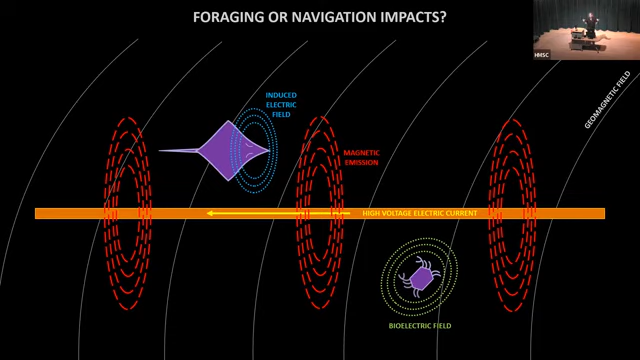 FORAGING OR NAVIGATION IMPACTS?
HMSC
GEOMAGNETIC FIELD
INDUCED
ELECTRIC
FIELD
MAGNETIC
EMISSION
HIGH VOLTAGE ELECTRIC CURRENT
BIOELECTRIC FIELD